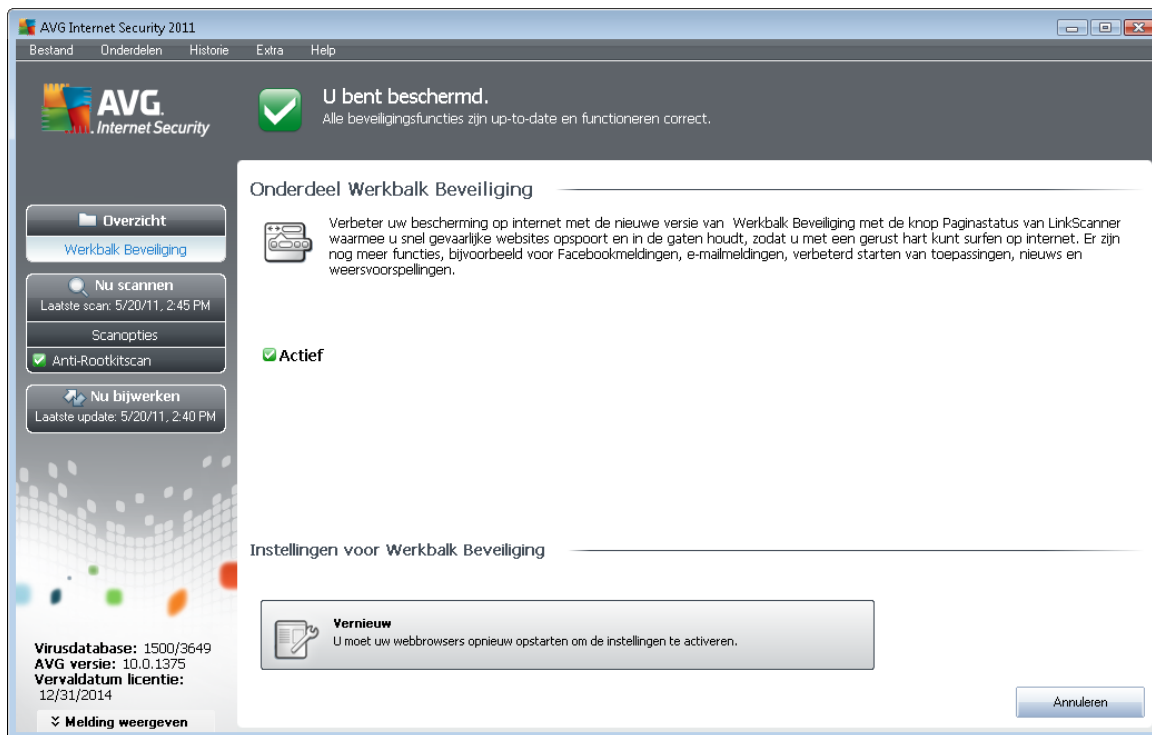 AVG Internet Security 2011
Bestand Onderdelen Historie Extra Help
AVG.
Internet Security
U bent beschermd.
Alle beveiligingsfuncties zijn up-to-date en functioneren correct.
Overzicht
Werkbalk Beveiliging
Nu scannen
Laatste scan: 5/20/11, 2:45 PM
Scanopties
Anti-Rootkitscan
Nu bijwerken
Laatste update: 5/20/11, 2:40 PM
Virusdatabase: 1500/3649
AVG versie: 10.0.1375
Vervaldatum licentie:
12/31/2014
Melding weergeven
Onderdeel Werkbalk Beveiliging
Verbeter uw bescherming op internet met de nieuwe versie van Werkbalk Beveiliging met de knop Paginastatus van LinkScanner
waarmee u snel gevaarlijke websites opspoort en in de gaten houdt, zodat u met een gerust hart kunt surfen op internet. Er zijn
nog meer functies, bijvoorbeeld voor Facebookmeldingen, e-mailmeldingen, verbeterd starten van toepassingen, nieuws en
weersvoorspellingen.
Actief
Instellingen voor Werkbalk Beveiliging
Vernieuw
U moet uw webbrowsers opnieuw opstarten om de instellingen te activeren.
Annuleren